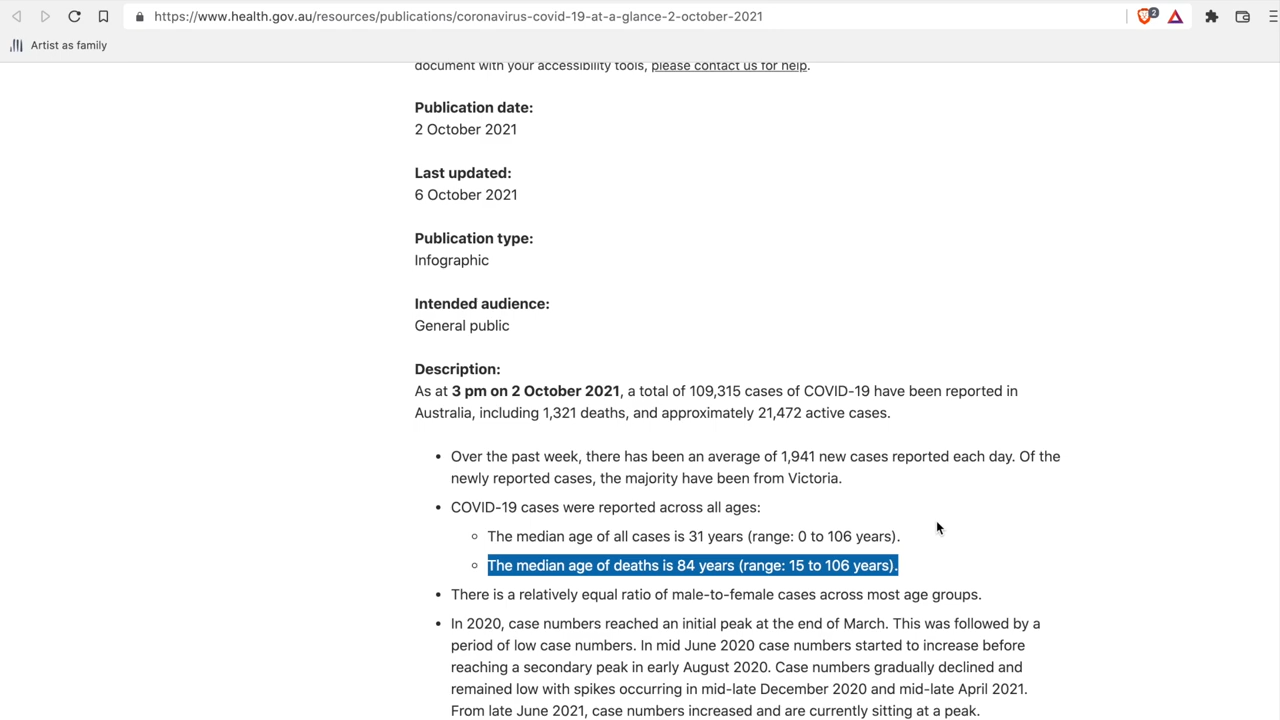 https://www.health.gov.au/resources/publications/coronavirus-covid-19-at-a-glance-2-october-2021
2
Artist as family
document with your accessibility tools, please contact us for help.
Publication date:
2 October 2021
Last updated:
6 October 2021
Publication type:
Infographic
Intended audience:
General public
Description:
As at 3 pm on 2 October 2021, a total of 109,315 cases of COVID-19 have been reported in
Australia, including 1,321 deaths, and approximately 21,472 active cases.
• Over the past week, there has been an average of 1,941 new cases reported each day. Of the
newly reported cases, the majority have been from Victoria.
• COVID-19 cases were reported across all ages:
◦ The median age of all cases is 31 years (range: 0 to 106 years).
◦ The median age of deaths is 84 years (range: 15 to 106 years).
• There is a relatively equal ratio of male-to-female cases across most age groups.
• In 2020, case numbers reached an initial peak at the end of March. This was followed by a
period of low case numbers. In mid June 2020 case numbers started to increase before
reaching a secondary peak in early August 2020. Case numbers gradually declined and
remained low with spikes occurring in mid-late December 2020 and mid-late April 2021.
From late June 2021, case numbers increased and are currently sitting at a peak.